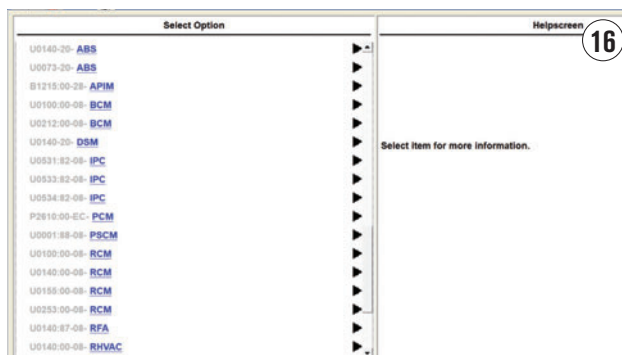 Select Option
Helpscreen
16
U0140-20- ABS
U0073-20- ABS
B1215:00-28- APIM
U0100:00-08- BCM
U0212:00-08- BCM
U0140-20- DSM
U0531:82-08- IPC
U0533:82-08- IPC
U0534:82-08- IPC
P2610:00-EC- PCM
U0001:88-08- PSCM
U0100:00-08- RCM
U0140:00-08- RCM
U0155:00-08- RCM
U0253:00-08- RCM
U0140:87-08- RFA
U0140:00-08- RHVAC
Select item for more information.